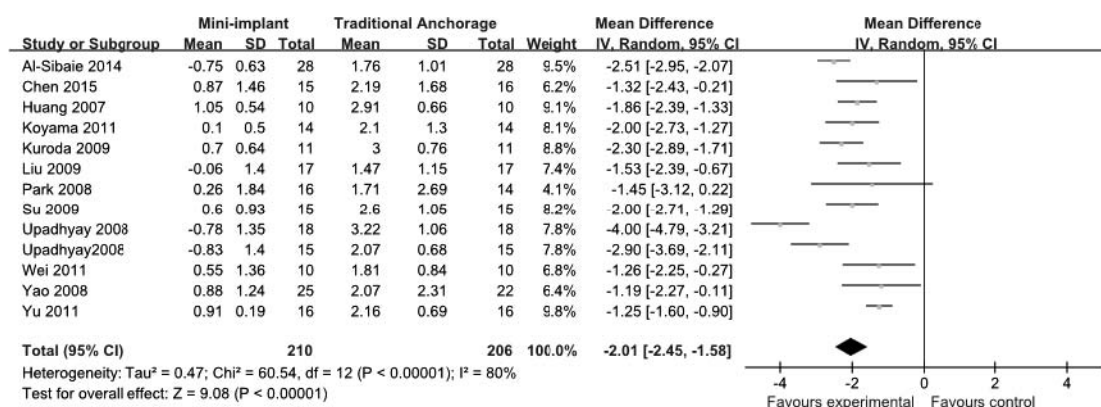 Mini-implant Traditional Anchorage Mean Difference Mean Difference
Study or Subgroup Mean SD Total Mean SD Total Weight IV, Random, 95% CI IV, Random, 95% CI
Al-Sibaie 2014 -0.75 0.63 28 1.76 1.01 28 9.5% -2.51 [-2.95, -2.07]
Chen 2015 0.87 1.46 15 2.19 1.68 16 6.2% -1.32 [-2.43, -0.21]
Huang 2007 1.05 0.54 10 2.91 0.66 10 9.1% -1.86 [-2.39, -1.33]
Koyama 2011 0.1 0.5 14 2.1 1.3 14 8.1% -2.00 [-2.73, -1.27]
Kuroda 2009 0.7 0.64 11 3 0.76 11 8.8% -2.30 [-2.89, -1.71]
Liu 2009 -0.06 1.4 17 1.47 1.15 17 7.4% -1.53 [-2.39, -0.67]
Park 2008 0.26 1.84 16 1.71 2.69 14 4.1% -1.45 [-3.12, 0.22]
Su 2009 0.6 0.93 15 2.6 1.05 15 8.2% -2.00 [-2.71, -1.29]
Upadhyay 2008 -0.78 1.35 18 3.22 1.06 18 7.8% -4.00 [-4.79, -3.21]
Upadhyay2008 -0.83 1.4 15 2.07 0.68 15 7.8% -2.90 [-3.69, -2.11]
Wei 2011 0.55 1.36 10 1.81 0.84 10 6.8% -1.26 [-2.25, -0.27]
Yao 2008 0.88 1.24 25 2.07 2.31 22 6.4% -1.19 [-2.27, -0.11]
Yu 2011 0.91 0.19 16 2.16 0.69 16 9.8% -1.25 [-1.60, -0.90]
Total (95% CI) 210 206 100.0% -2.01 [-2.45, -1.58]
Heterogeneity: Tau² = 0.47; Chi² = 60.54, df = 12 (P < 0.00001); I² = 80%
Test for overall effect: Z = 9.08 (P < 0.00001)
-4 -2 0 2 4
Favours experimental Favours control